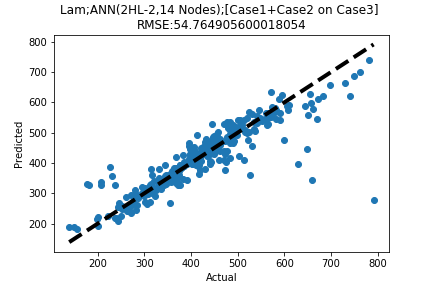 Lam;ANN(2HL-2,14 Nodes);[Case1+Case2 on Case3]
RMSE:54.764905600018054
800
700
600
500
400
300
200
Predicted
200 300 400 500 600 700 800
Actual